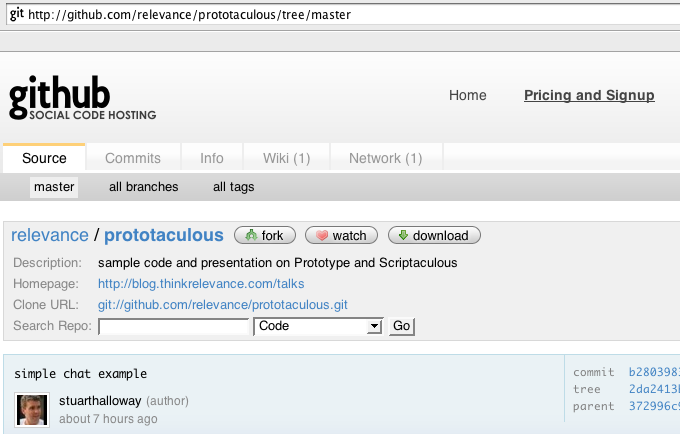 git http://github.com/relevance/prototaculous/tree/master
github
SOCIAL CODE HOSTING
Home Pricing and Signup
Source Commits Info Wiki (1) Network (1)
master all branches all tags
relevance / prototaculous fork watch download
Description: sample code and presentation on Prototype and Scriptaculous
Homepage: http://blog.thinkrelevance.com/talks
Clone URL: git://github.com/relevance/prototaculous.git
Search Repo: Code Go
simple chat example
commit b280398
stuarthalloway (author)
tree 2da2413
about 7 hours ago
parent 372996c